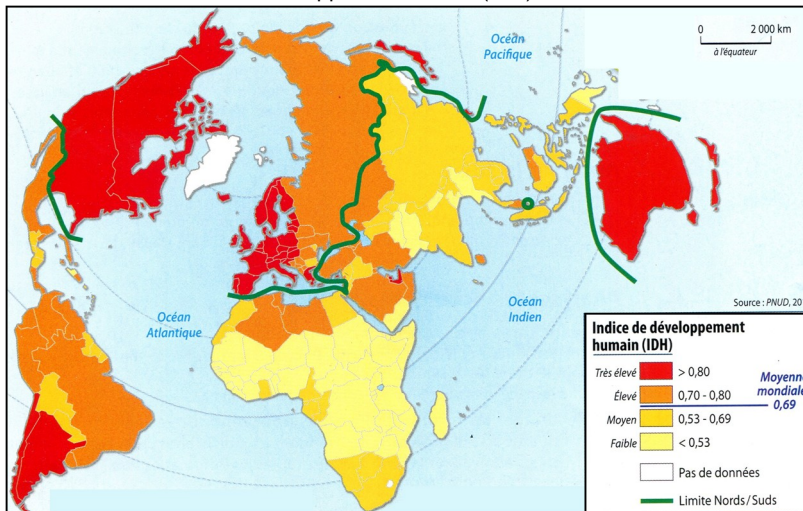 0 2 000 km
à l'équateur
Océan
Pacifique
Océan
Atlantique
Océan
Indien
Source : PNUD, 20
Indice de développement
humain (IDH)
Très élevé > 0,80
Élevé 0,70 - 0,80
Moyenne
mondiale
0,69
Moyen 0,53 - 0,69
Faible < 0,53
Pas de données
Limite Nords/Suds